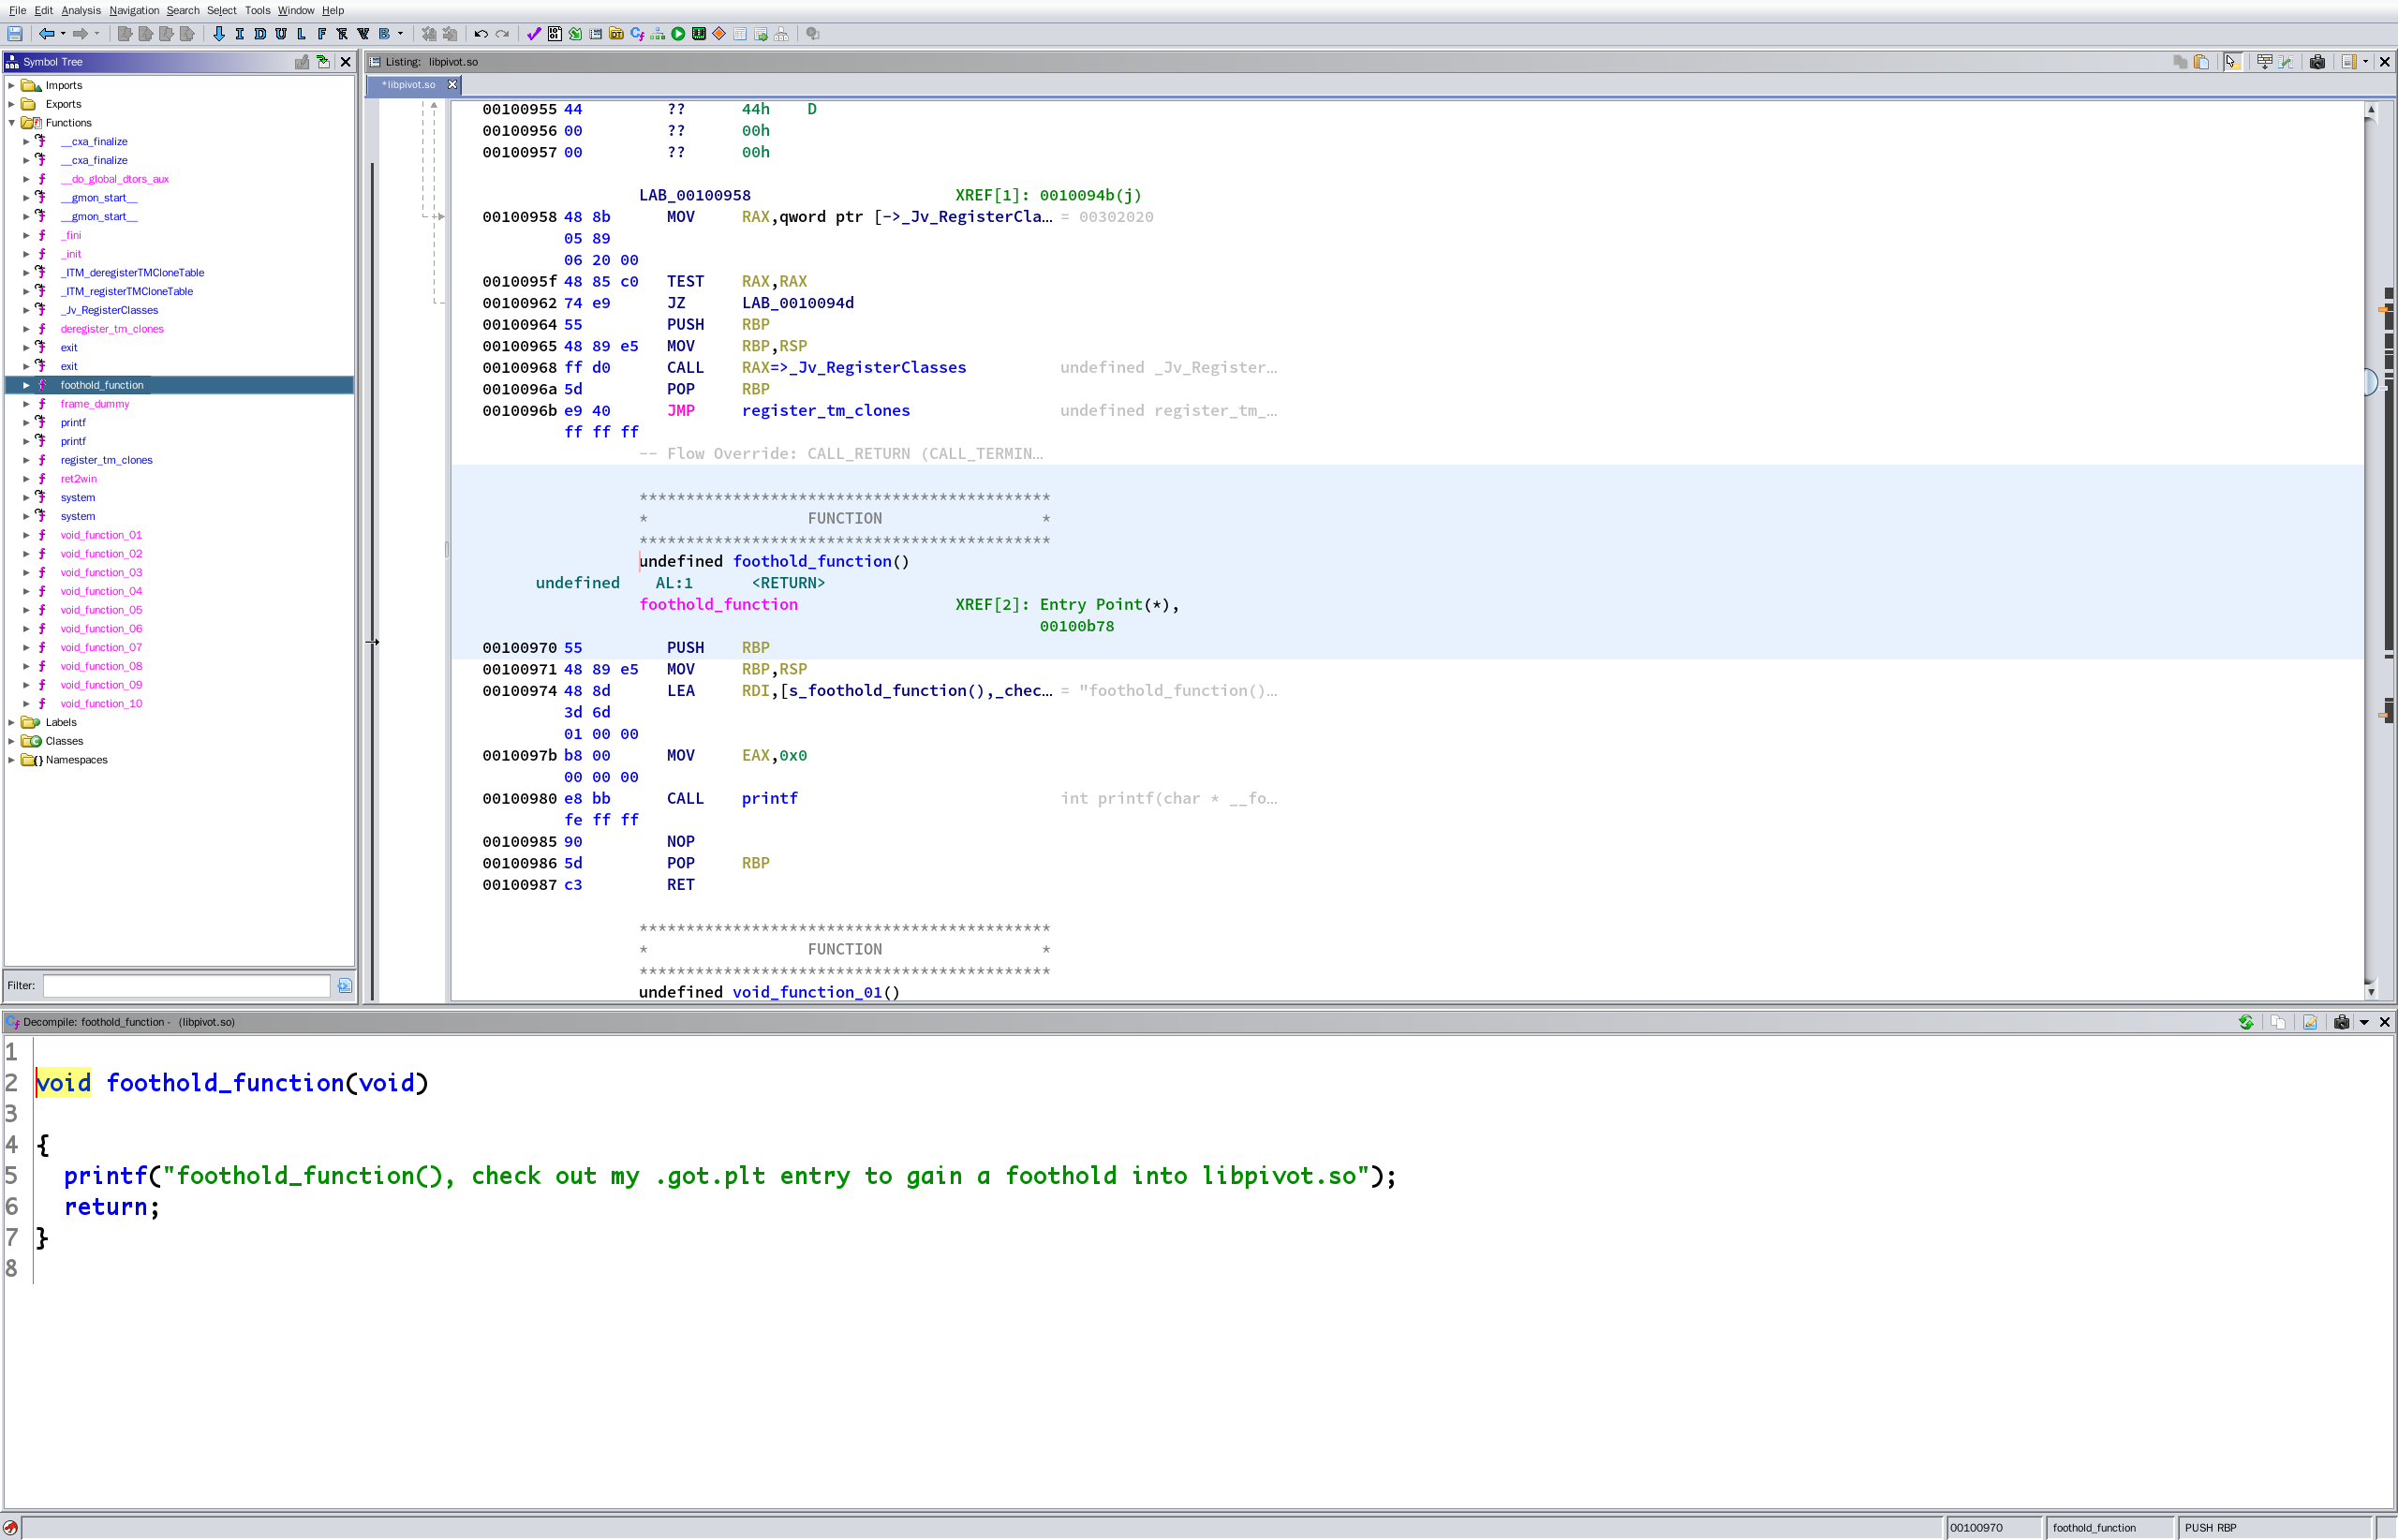 File Edit Analysis Navigation Search Select Tools Window Help
I D U L F B
Symbol Tree
Imports
Exports
Functions
__cxa_finalize
__cxa_finalize
__do_global_dtors_aux
__gmon_start__
__gmon_start__
_fini
_init
_ITM_deregisterTMCloneTable
_ITM_registerTMCloneTable
_Jv_RegisterClasses
deregister_tm_clones
exit
exit
foothold_function
frame_dummy
printf
printf
register_tm_clones
ret2win
system
system
void_function_01
void_function_02
void_function_03
void_function_04
void_function_05
void_function_06
void_function_07
void_function_08
void_function_09
void_function_10
Labels
Classes
Namespaces
Filter:
Listing: libpivot.so
*libpivot.so
00100955 44 ?? 44h D
00100956 00 ?? 00h
00100957 00 ?? 00h
LAB_00100958 XREF[1]: 0010094b(j)
00100958 48 8b MOV RAX,qword ptr [->_Jv_RegisterCla... = 00302020
05 89
06 20 00
0010095f 48 85 c0 TEST RAX,RAX
00100962 74 e9 JZ LAB_0010094d
00100964 55 PUSH RBP
00100965 48 89 e5 MOV RBP,RSP
00100968 ff d0 CALL RAX=>_Jv_RegisterClasses undefined _Jv_Register...
0010096a 5d POP RBP
0010096b e9 40 JMP register_tm_clones undefined register_tm_...
ff ff ff
-- Flow Override: CALL_RETURN (CALL_TERMIN...
********************************************
* FUNCTION *
********************************************
undefined foothold_function()
undefined AL:1 <RETURN>
foothold_function XREF[2]: Entry Point(*),
00100b78
00100970 55 PUSH RBP
00100971 48 89 e5 MOV RBP,RSP
00100974 48 8d LEA RDI,[s_foothold_function(),_chec... = "foothold_function()...
3d 6d
01 00 00
0010097b b8 00 MOV EAX,0x0
00 00 00
00100980 e8 bb CALL printf int printf(char * __fo...
fe ff ff
00100985 90 NOP
00100986 5d POP RBP
00100987 c3 RET
********************************************
* FUNCTION *
********************************************
undefined void_function_01()
Decompile: foothold_function - (libpivot.so)
1
2 void foothold_function(void)
3
4 {
5 printf("foothold_function(), check out my .got.plt entry to gain a foothold into libpivot.so");
6 return;
7 }
8
00100970 foothold_function PUSH RBP